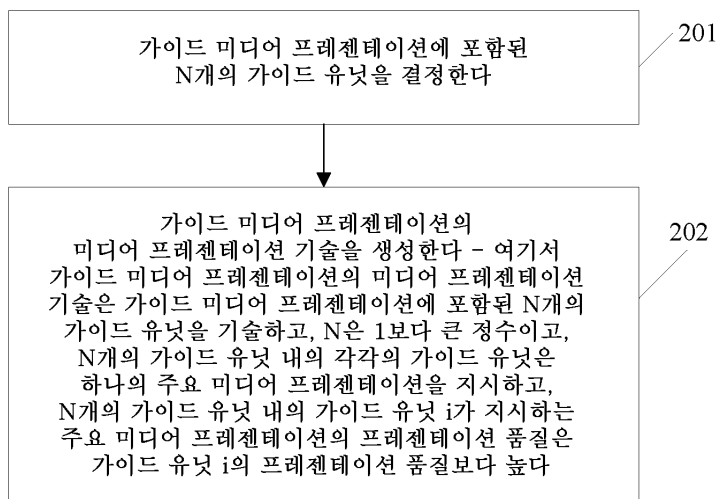 가이드 미디어 프레젠테이션에 포함된
N개의 가이드 유닛을 결정한다
201
가이드 미디어 프레젠테이션의
미디어 프레젠테이션 기술을 생성한다 - 여기서
가이드 미디어 프레젠테이션의 미디어 프레젠테이션
기술은 가이드 미디어 프레젠테이션에 포함된 N개의
가이드 유닛을 기술하고, N은 1보다 큰 정수이고,
N개의 가이드 유닛 내의 각각의 가이드 유닛은
하나의 주요 미디어 프레젠테이션을 지시하고,
N개의 가이드 유닛 내의 가이드 유닛 i가 지시하는
주요 미디어 프레젠테이션의 프레젠테이션 품질은
가이드 유닛 i의 프레젠테이션 품질보다 높다
202